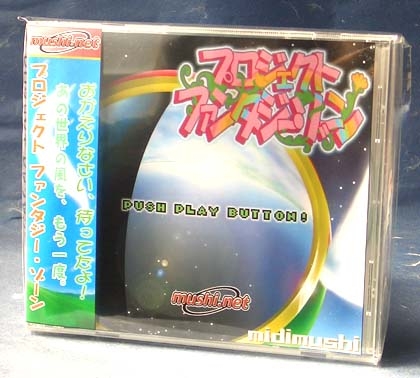 mushi.net
おかえりなさい、待ってたよ!
あの世界の風を、もう一度。
プロジェクト ファンタジー・ゾーン
プロジェクト
ファンタジーゾーン
PUSH PLAY BUTTON!
mushi.net
midimushi